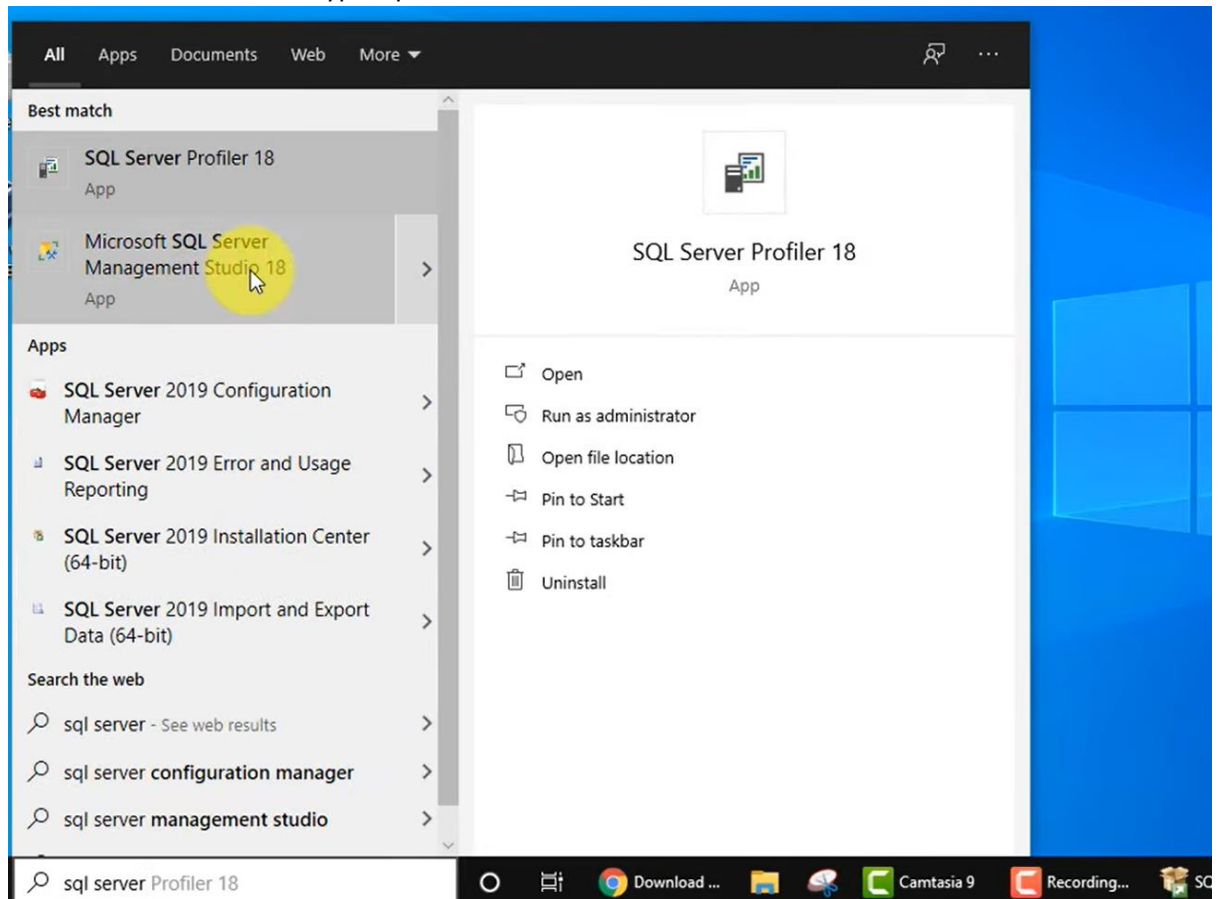 All Apps Documents Web More
Best match
SQL Server Profiler 18
App
Microsoft SQL Server
Management Studio 18
App
Apps
SQL Server 2019 Configuration
Manager
SQL Server 2019 Error and Usage
Reporting
SQL Server 2019 Installation Center
(64-bit)
SQL Server 2019 Import and Export
Data (64-bit)
Search the web
sql server - See web results
sql server configuration manager
sql server management studio
SQL Server Profiler 18
App
Open
Run as administrator
Open file location
Pin to Start
Pin to taskbar
Uninstall
sql server Profiler 18
Download ...
Camtasia 9
Recording...
SQ